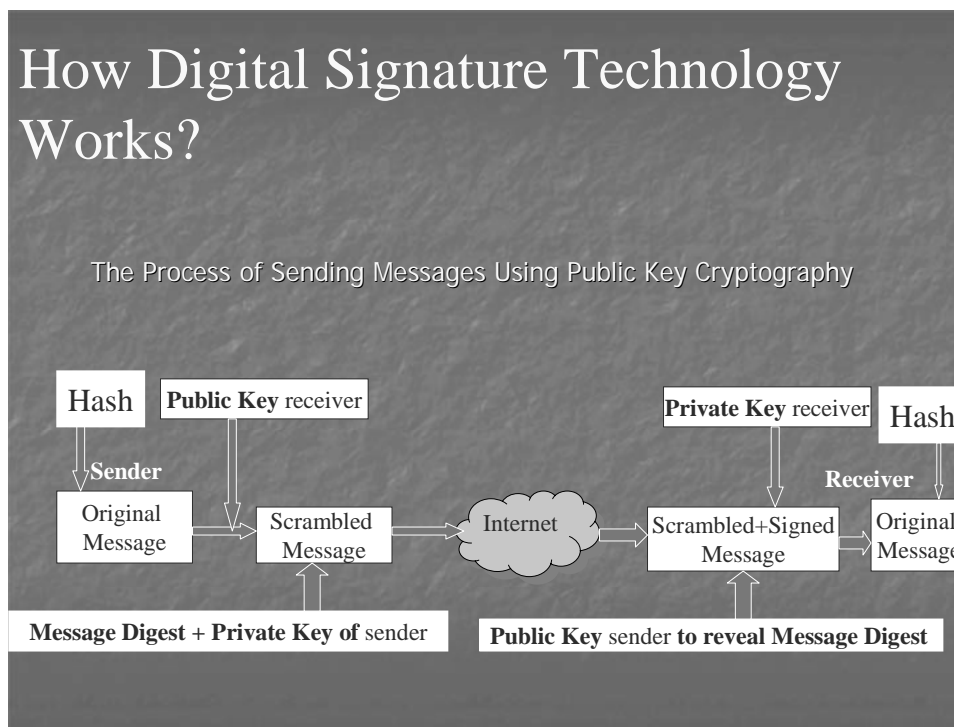 How Digital Signature Technology
Works?
The Process of Sending Messages Using Public Key Cryptography
Hash
Public Key receiver
Private Key receiver
Hash
Sender
Receiver
Original
Message
Scrambled
Message
Internet
Scrambled+Signed
Message
Original
Message
Message Digest + Private Key of sender
Public Key sender to reveal Message Digest